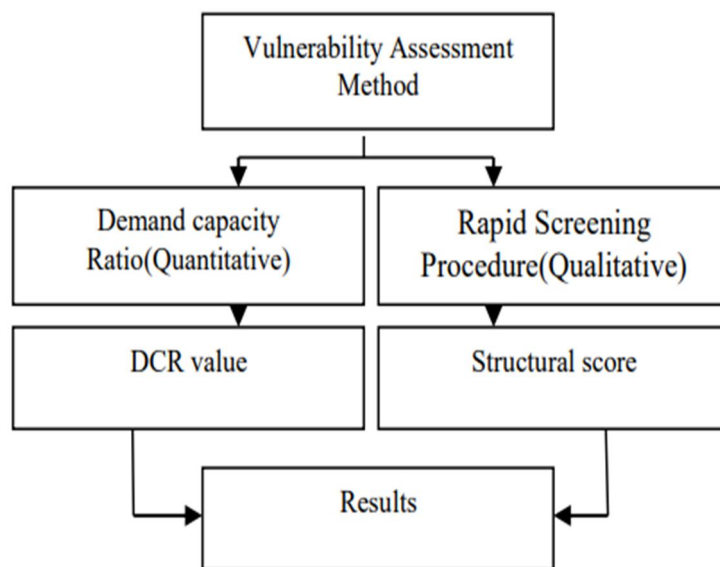 Vulnerability Assessment
Method
Demand capacity
Ratio(Quantitative)
Rapid Screening
Procedure(Qualitative)
DCR value
Structural score
Results